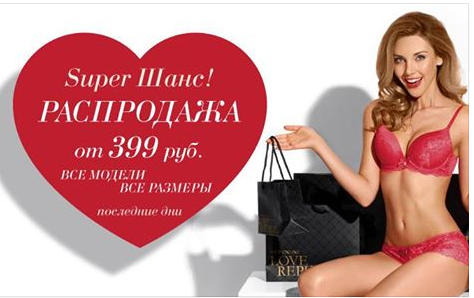 Super Шанс!
РАСПРОДАЖА
от 399 руб.
ВСЕ МОДЕЛИ
ВСЕ РАЗМЕРЫ
последние дни
LOVE